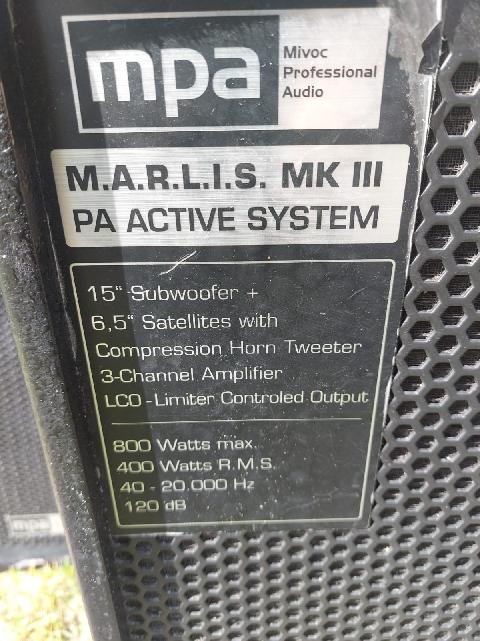 mpa
Mivoc
Professional
Audio
M.A.R.L.I.S. MK III
PA ACTIVE SYSTEM
15“ Subwoofer +
6,5“ Satellites with
Compression Horn Tweeter
3-Channel Amplifier
LCO - Limiter Controled Output
800 Watts max.
400 Watts R.M.S.
40 - 20.000 Hz
120 dB
mpa